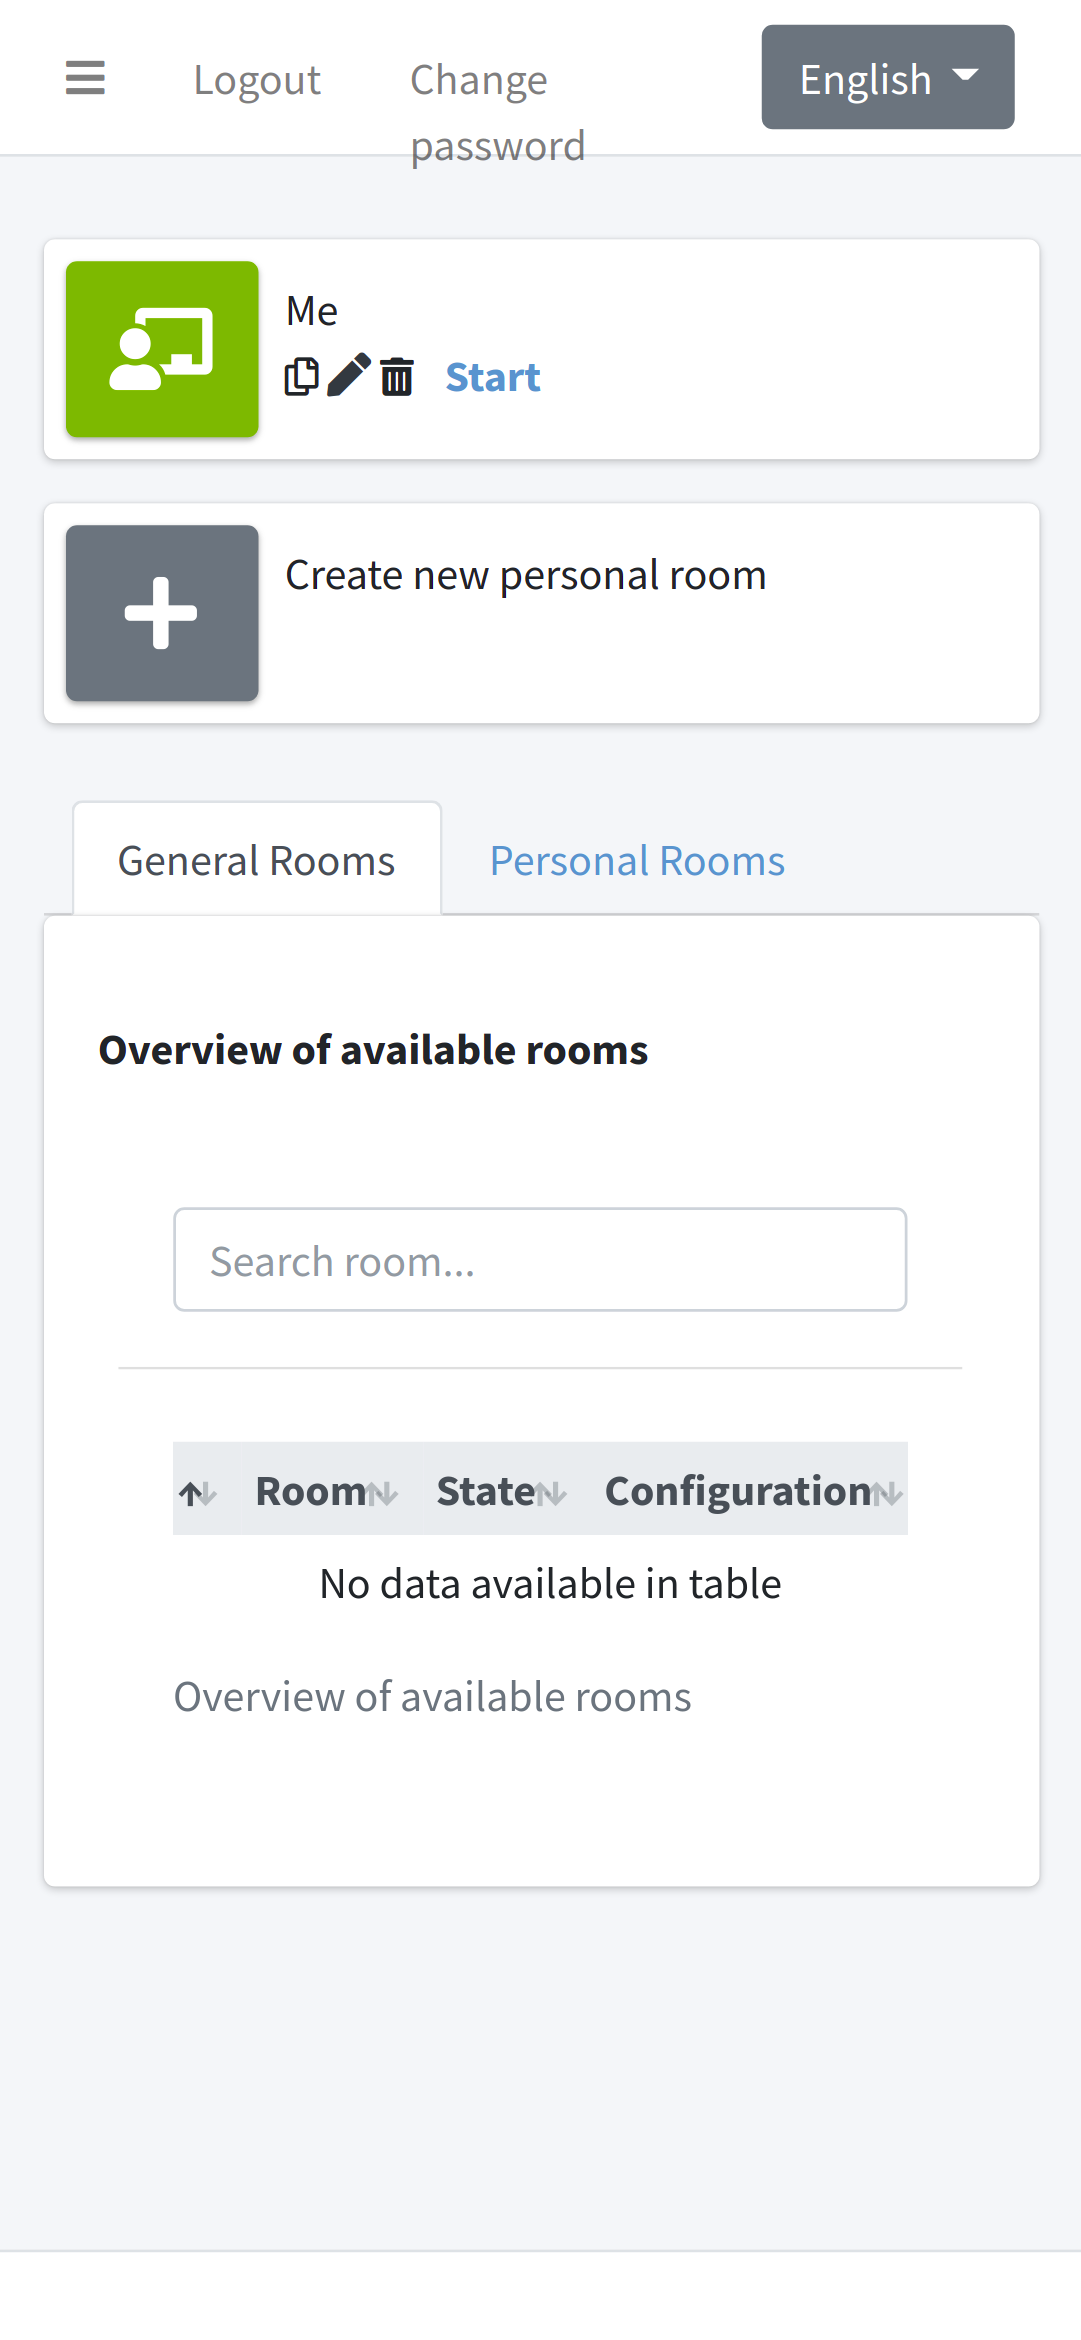 Logout
Change
password
English
Me
Start
Create new personal room
General Rooms
Personal Rooms
Overview of available rooms
Search room...
Room State Configuration
No data available in table
Overview of available rooms